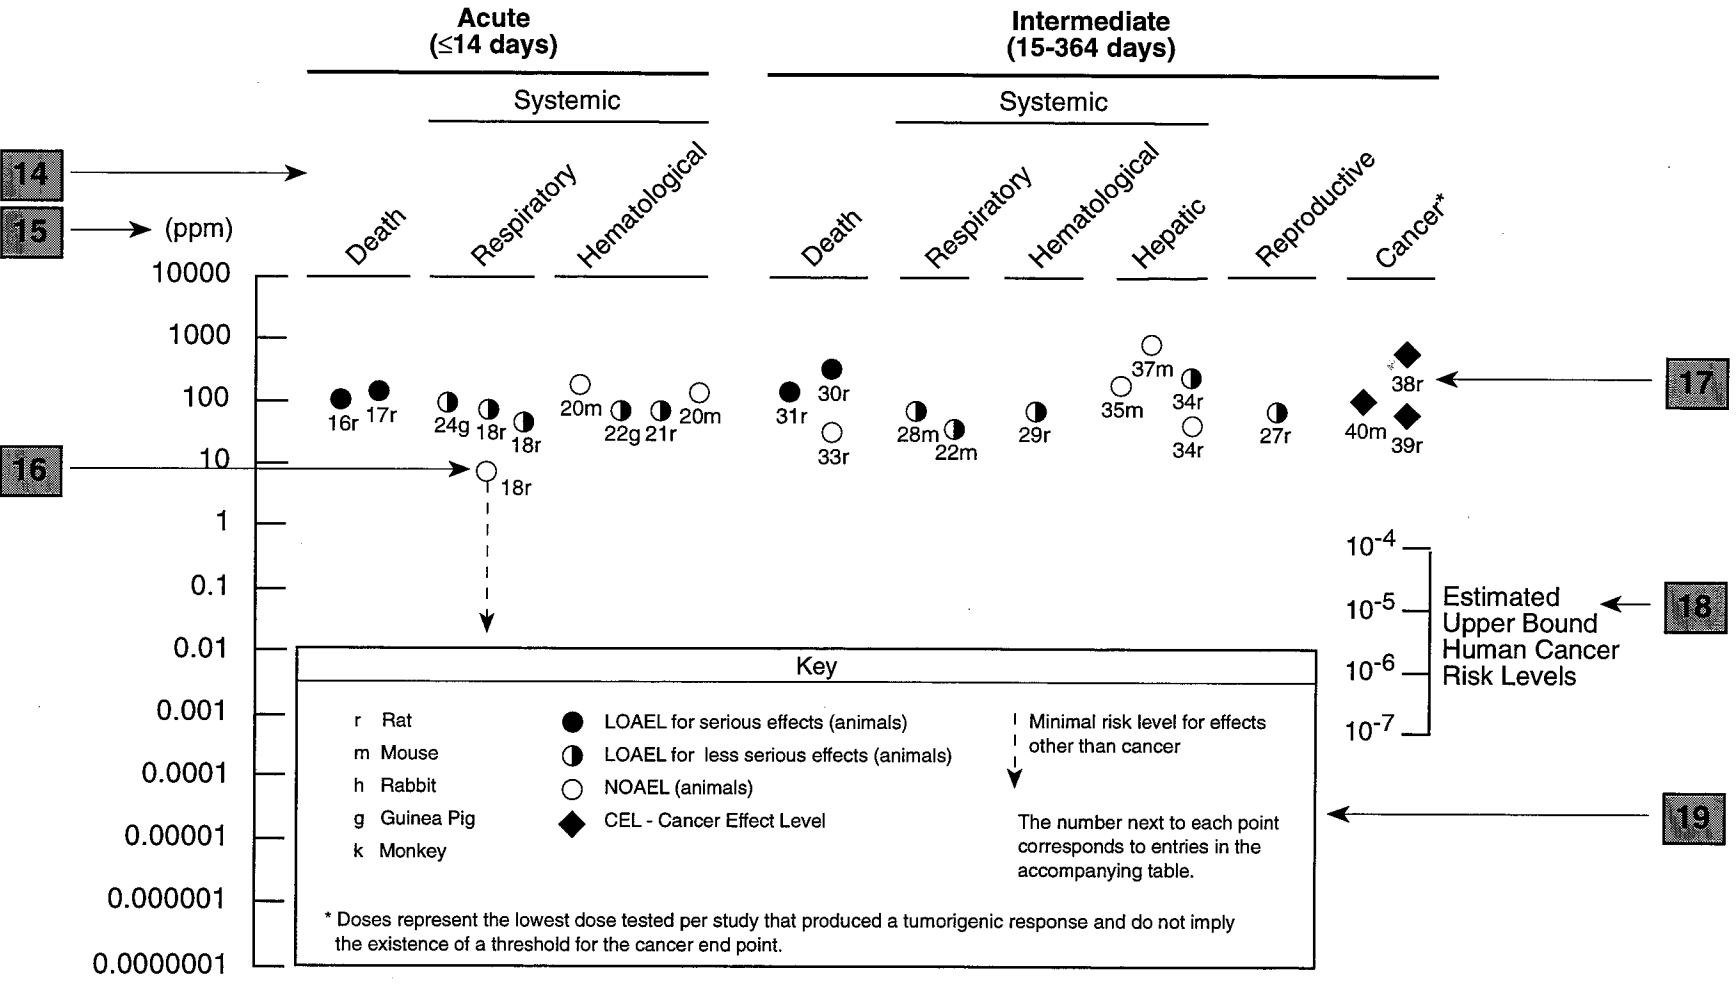 Acute
(≤14 days)
Intermediate
(15-364 days)
Systemic
Systemic
14
15
(ppm)
Death
Respiratory
Hematological
Death
Respiratory
Hematological
Hepatic
Reproductive
Cancer*
10000
1000
100
10
1
0.1
0.01
0.001
0.0001
0.00001
0.000001
0.0000001
16r
17r
24g
18r
18r
18r
20m
22g
21r
20m
31r
30r
33r
28m
22m
29r
35m
37m
34r
34r
27r
40m
38r
39r
16
17
18
19
10-4
10-5
10-6
10-7
Estimated
Upper Bound
Human Cancer
Risk Levels
Key
r Rat
m Mouse
h Rabbit
g Guinea Pig
k Monkey
LOAEL for serious effects (animals)
LOAEL for less serious effects (animals)
NOAEL (animals)
CEL - Cancer Effect Level
Minimal risk level for effects
other than cancer
The number next to each point
corresponds to entries in the
accompanying table.
* Doses represent the lowest dose tested per study that produced a tumorigenic response and do not imply
the existence of a threshold for the cancer end point.